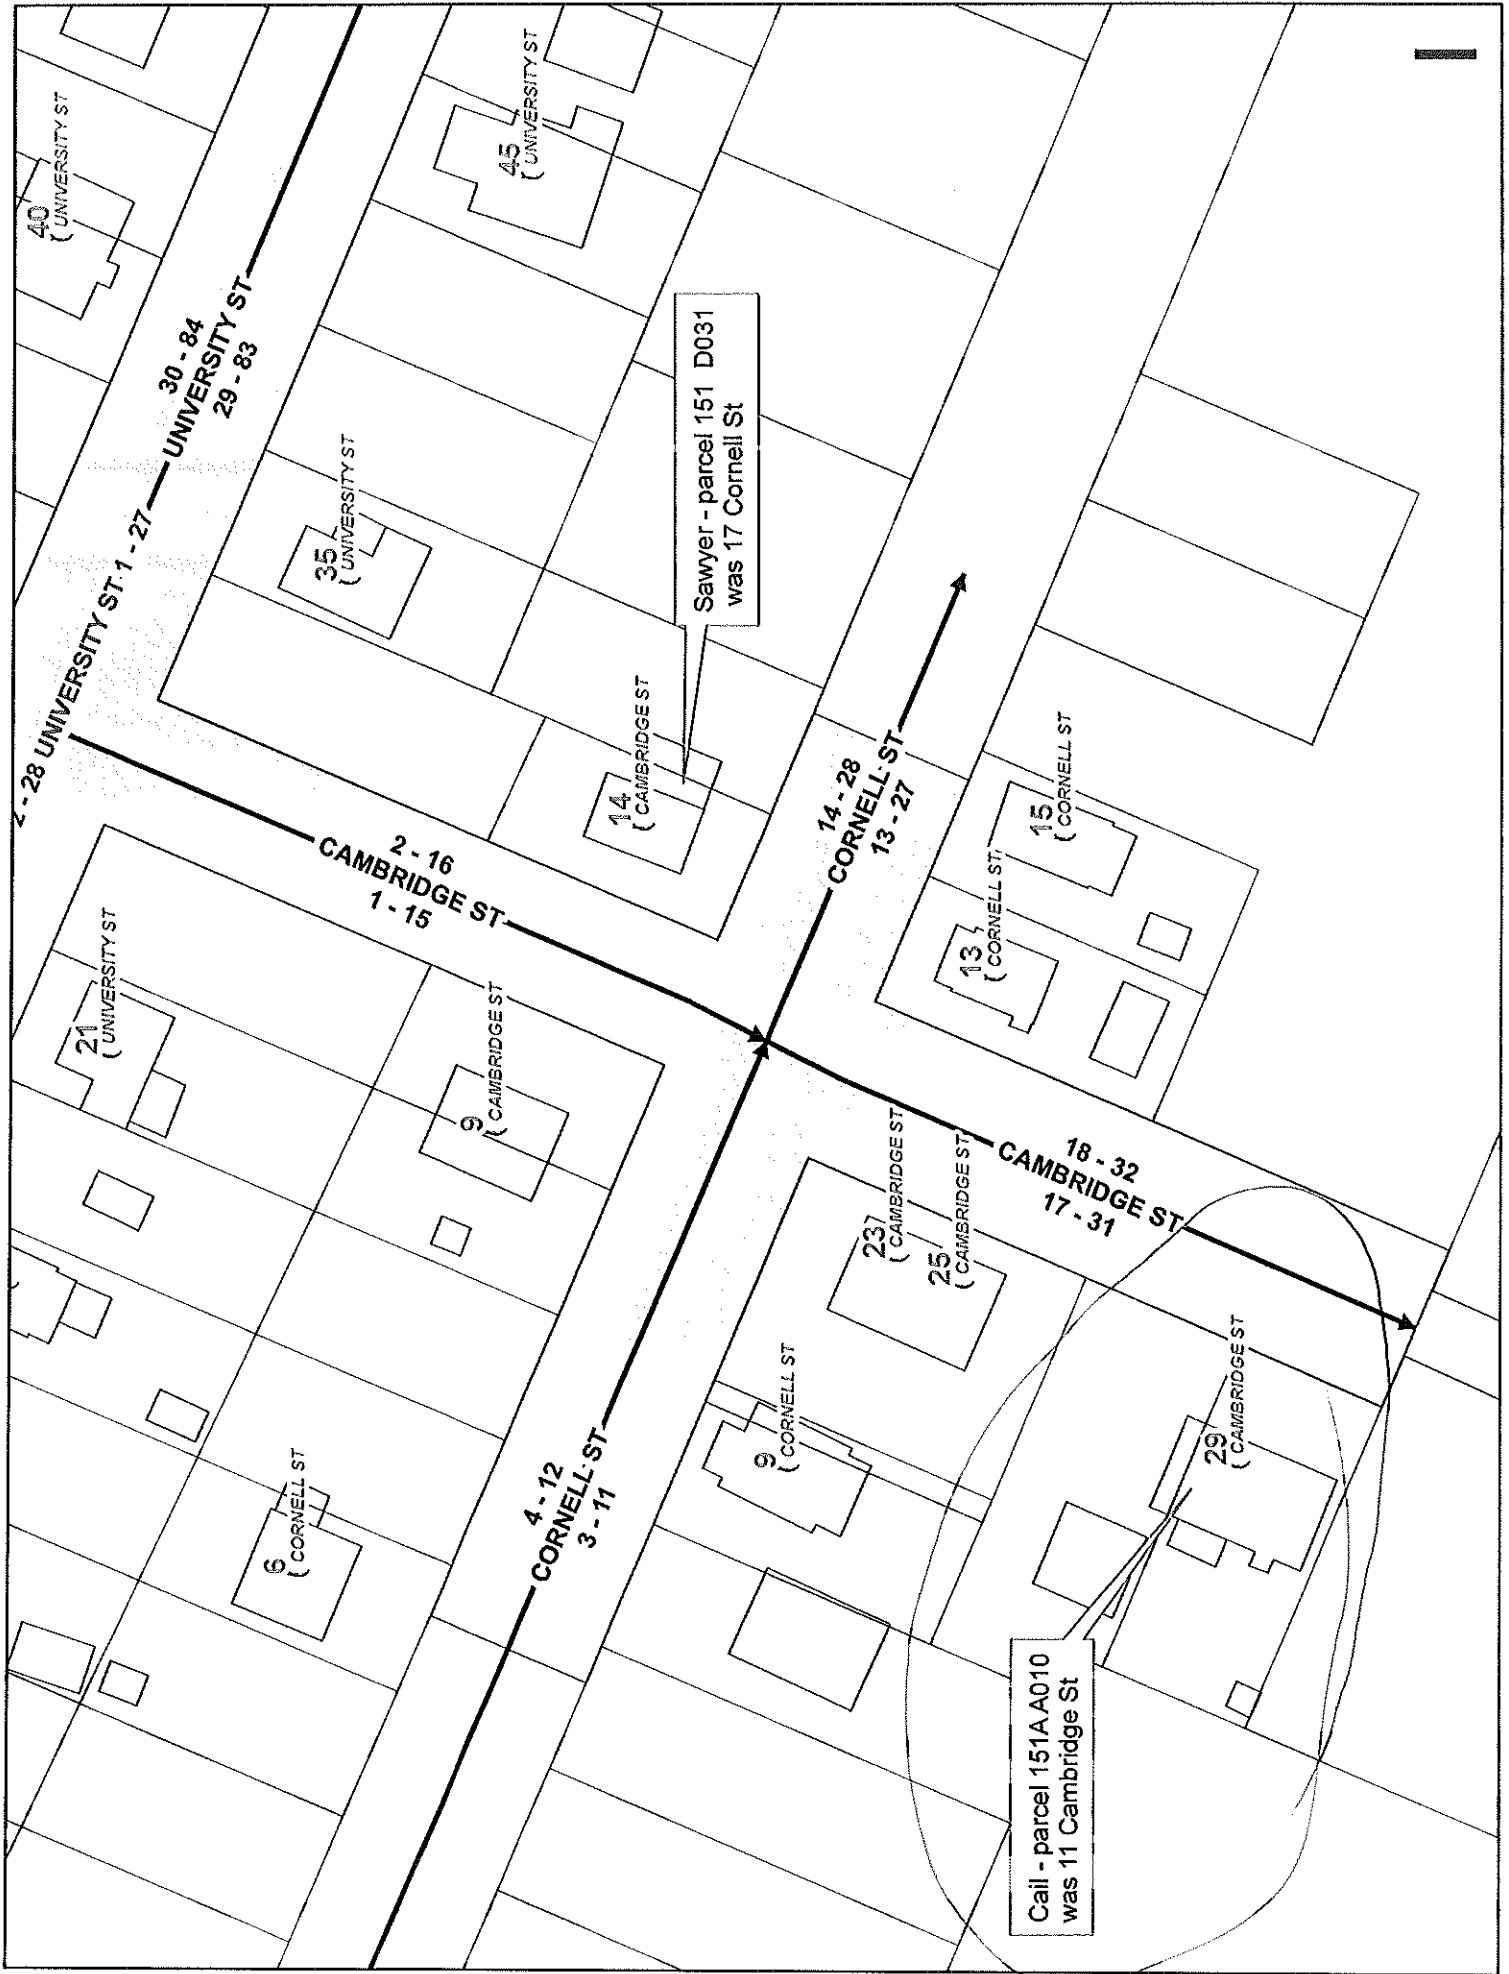 40
UNIVERSITY ST
45
UNIVERSITY ST
30 - 84
UNIVERSITY ST
29 - 83
28 UNIVERSITY ST 1 - 27
35
UNIVERSITY ST
Sawyer - parcel 151 D031
was 17 Cornell St
14
CAMBRIDGE ST
2 - 16
CAMBRIDGE ST
1 - 15
21
UNIVERSITY ST
9
CAMBRIDGE ST
14 - 28
CORNELL ST
13 - 27
15
CORNELL ST
13
CORNELL ST
18 - 32
CAMBRIDGE ST
17 - 31
23
CAMBRIDGE ST
25
CAMBRIDGE ST
9
CORNELL ST
6
CORNELL ST
4 - 12
CORNELL ST
3 - 11
29
CAMBRIDGE ST
Cail - parcel 151AA010
was 11 Cambridge St